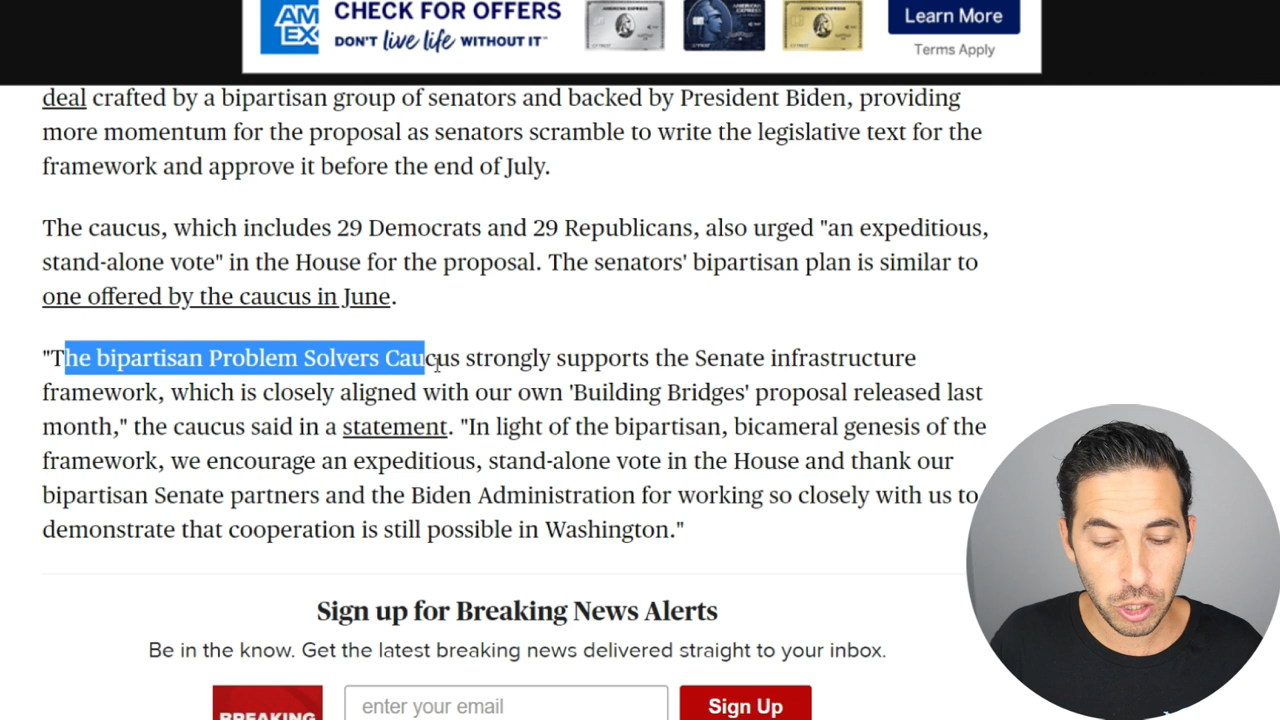 AM
EX
CHECK FOR OFFERS
DON'T live life WITHOUT IT™
AMERICAN EXPRESS
AMERICAN EXPRESS
Learn More
Terms Apply
deal crafted by a bipartisan group of senators and backed by President Biden, providing
more momentum for the proposal as senators scramble to write the legislative text for the
framework and approve it before the end of July.
The caucus, which includes 29 Democrats and 29 Republicans, also urged "an expeditious,
stand-alone vote" in the House for the proposal. The senators' bipartisan plan is similar to
one offered by the caucus in June.
"The bipartisan Problem Solvers Caucus strongly supports the Senate infrastructure
framework, which is closely aligned with our own 'Building Bridges' proposal released last
month," the caucus said in a statement. "In light of the bipartisan, bicameral genesis of the
framework, we encourage an expeditious, stand-alone vote in the House and thank our
bipartisan Senate partners and the Biden Administration for working so closely with us to
demonstrate that cooperation is still possible in Washington."
Sign up for Breaking News Alerts
Be in the know. Get the latest breaking news delivered straight to your inbox.
BREAKING
enter your email
Sign Up